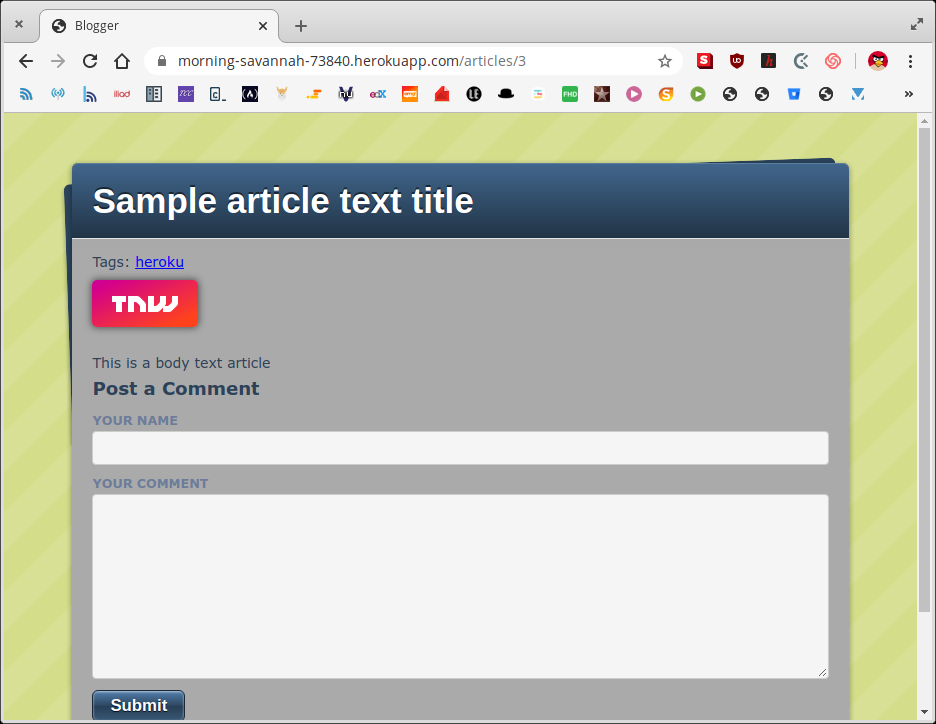 Blogger
morning-savannah-73840.herokuapp.com/articles/3
Sample article text title
Tags: heroku
TNW
This is a body text article
Post a Comment
YOUR NAME
YOUR COMMENT
Submit